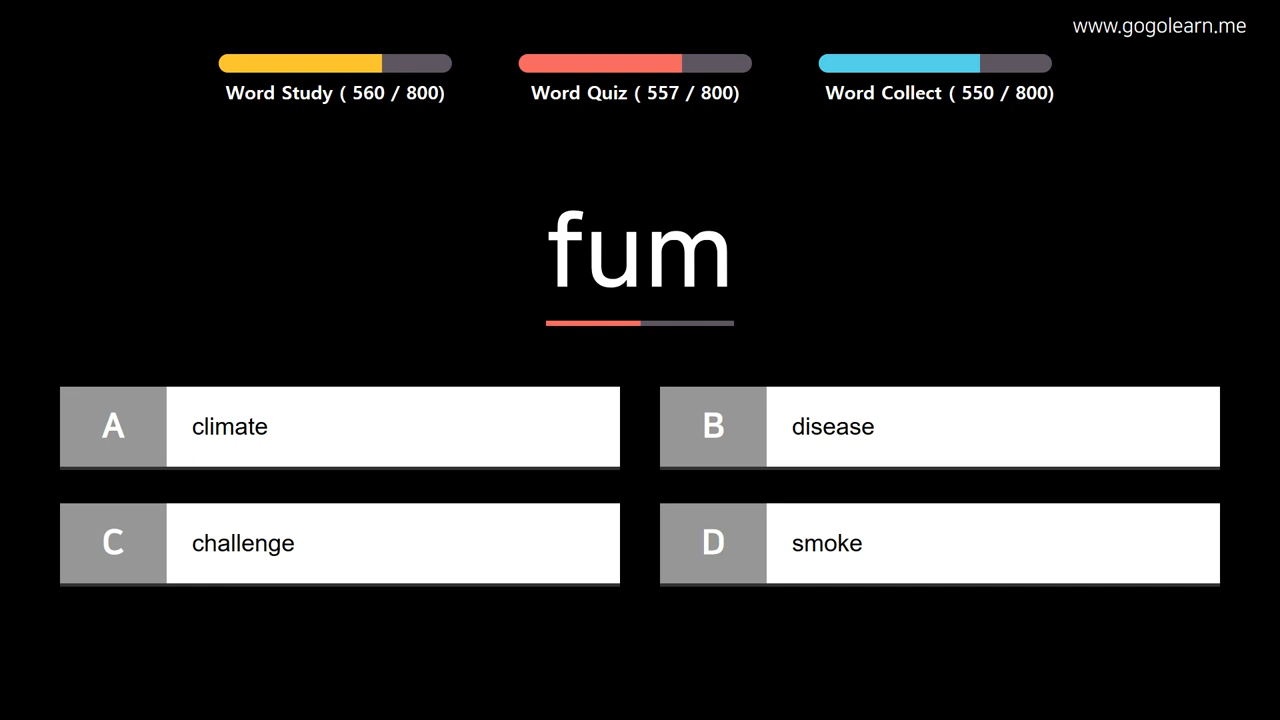 www.gogolearn.me
Word Study ( 560 / 800)
Word Quiz ( 557 / 800)
Word Collect ( 550 / 800)
fum
A climate
B disease
C challenge
D smoke